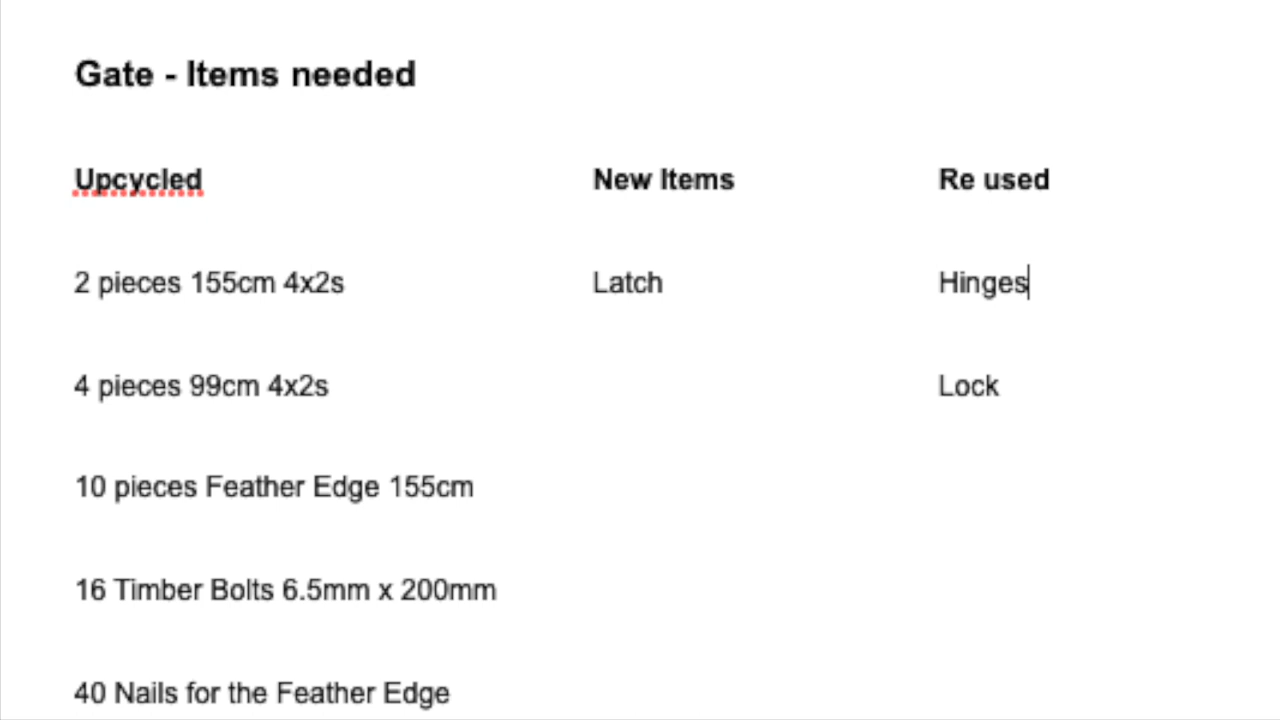 Gate - Items needed
Upcycled New Items Re used
2 pieces 155cm 4x2s Latch Hinges
4 pieces 99cm 4x2s Lock
10 pieces Feather Edge 155cm
16 Timber Bolts 6.5mm x 200mm
40 Nails for the Feather Edge